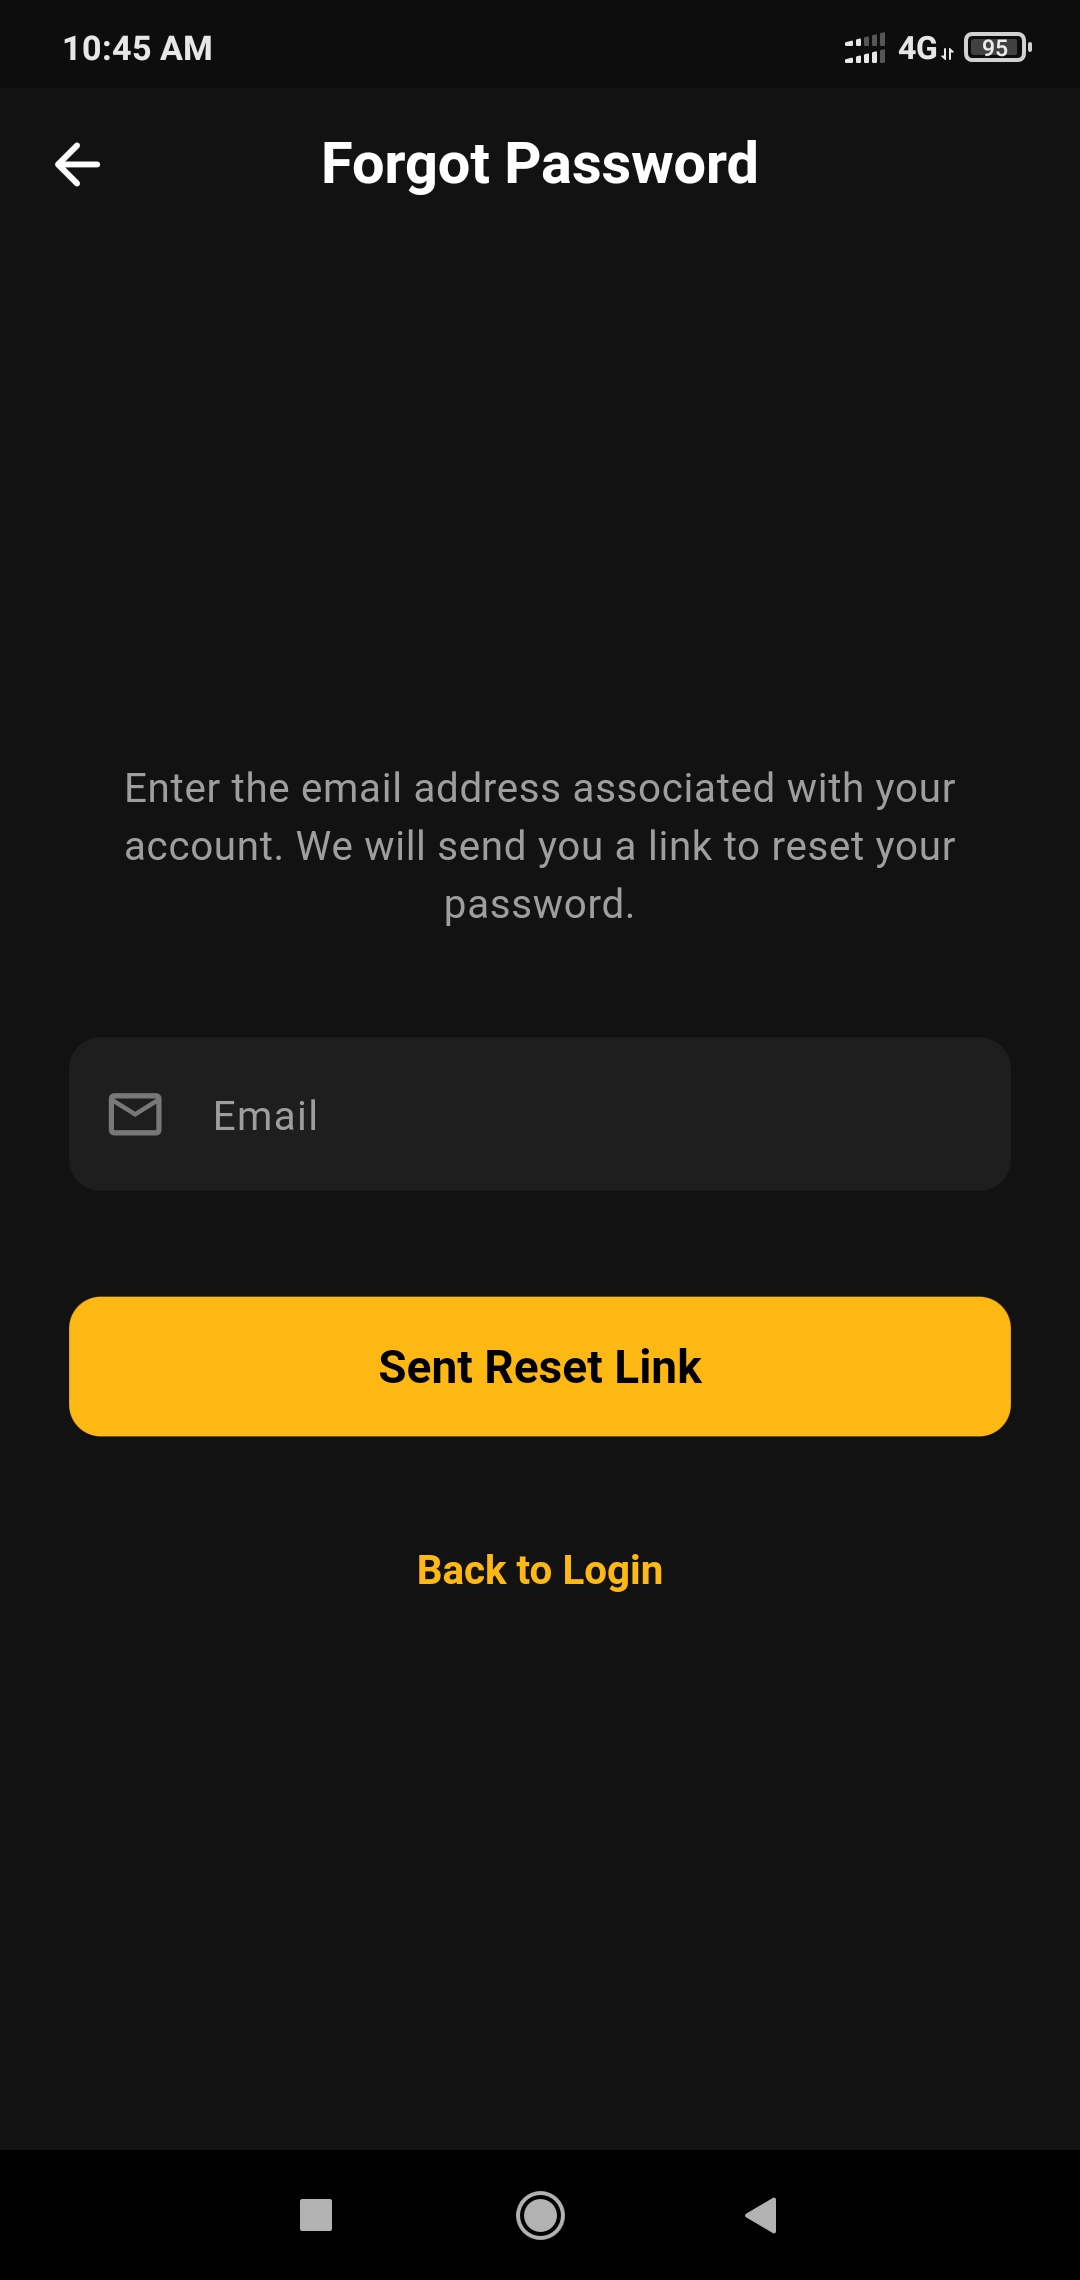 10:45 AM
4G
95
Forgot Password
Enter the email address associated with your
account. We will send you a link to reset your
password.
Email
Sent Reset Link
Back to Login